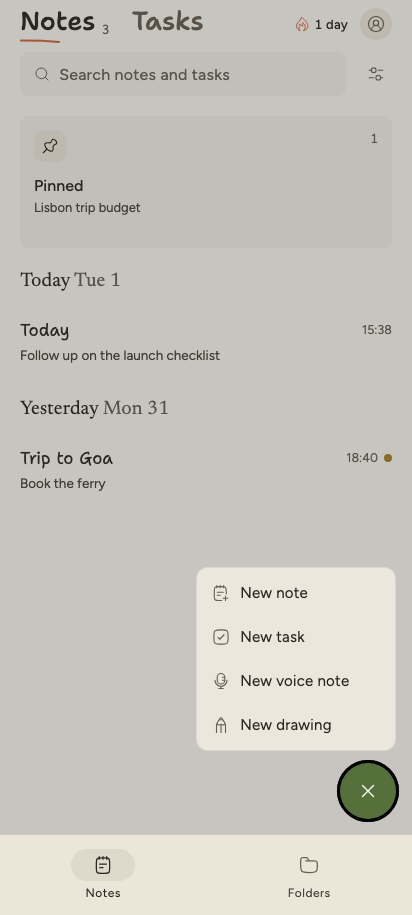 Notes 3 Tasks 1 day
Search notes and tasks
1
Pinned
Lisbon trip budget
Today Tue 1
Today 15:38
Follow up on the launch checklist
Yesterday Mon 31
Trip to Goa 18:40
Book the ferry
New note
New task
New voice note
New drawing
Notes Folders